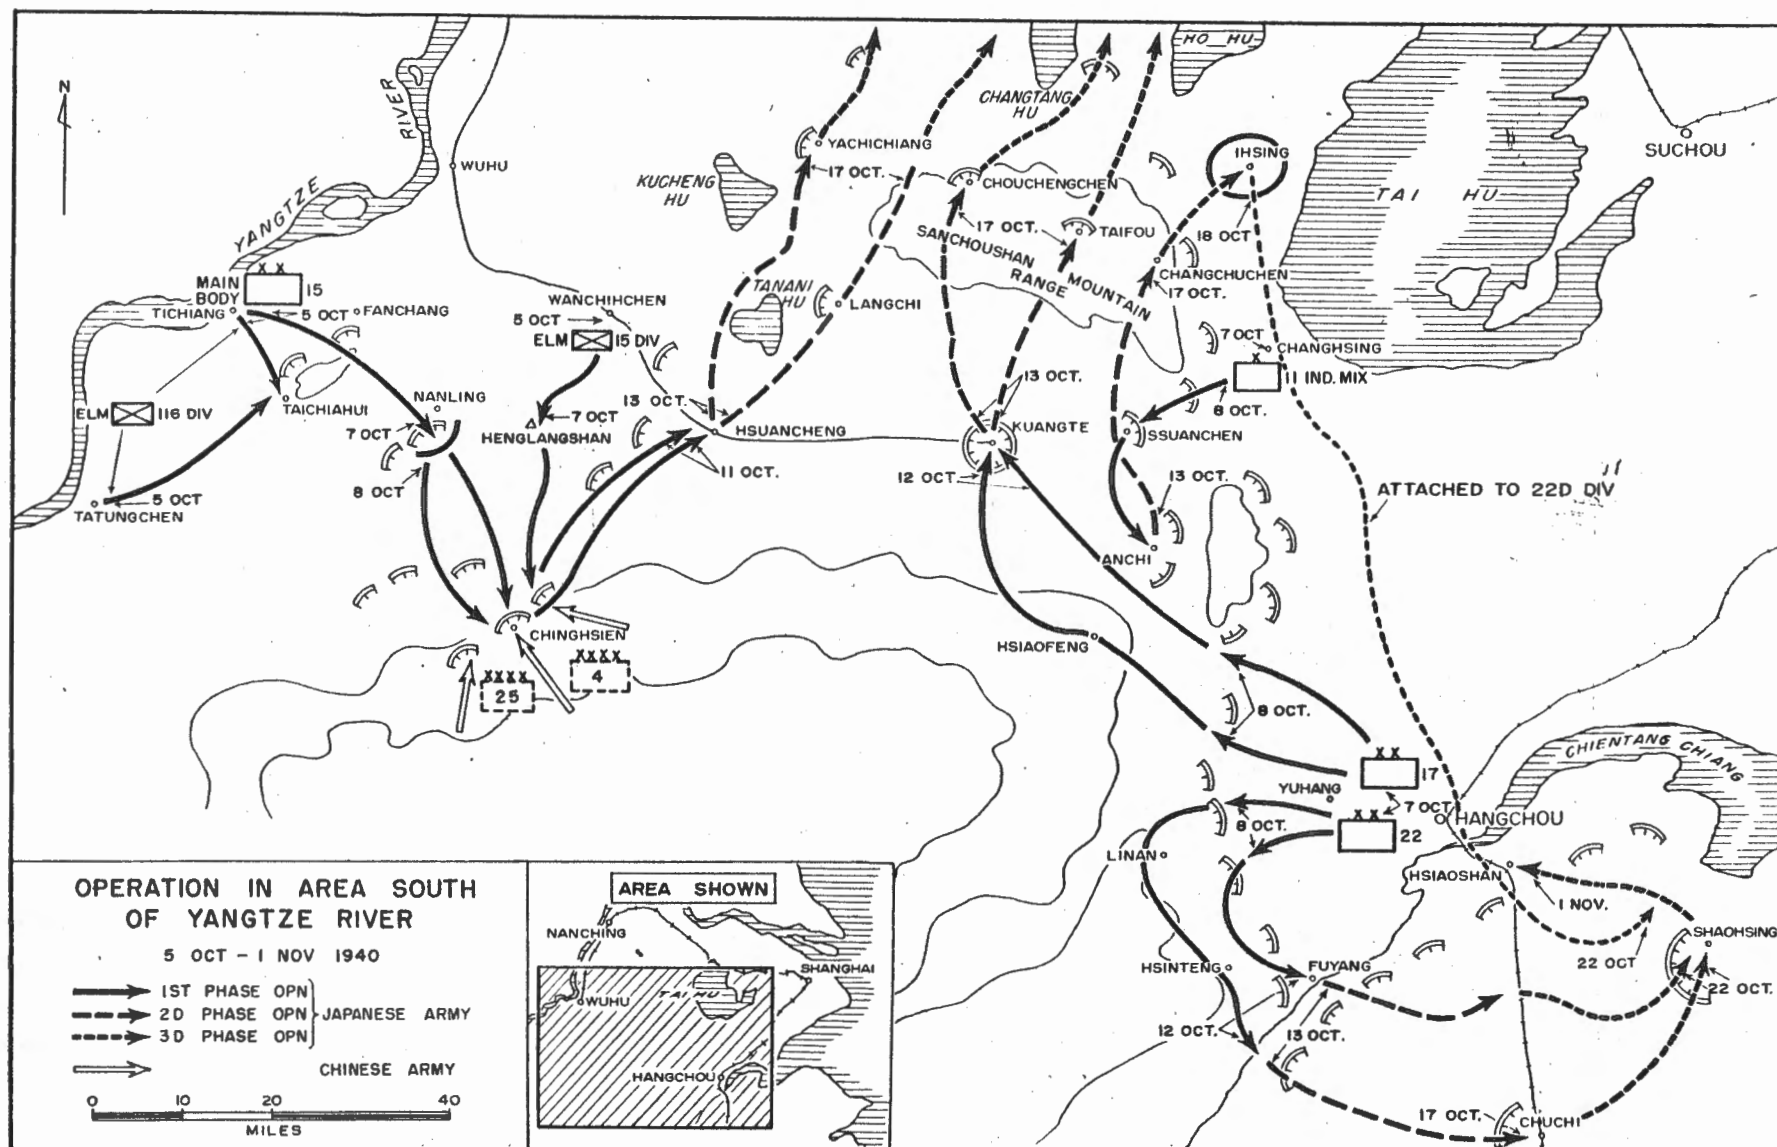 N
YANGTZE
RIVER
WUHU
KUCHENG
HU
YACHICHIANG
17 OCT.
CHANGTANG
HU
HO HU
CHOUCHENGCHEN
IHSING
18 OCT
SUCHOU
TAI HU
17 OCT.
TAIFOU
SANCHOUSHAN
RANGE
MOUNTAIN
CHANGCHUCHEN
17 OCT.
MAIN
BODY
X X
15
TICHIANG
5 OCT
FANCHANG
WANCHIHCHEN
5 OCT
ELM 15 DIV
TANANI
HU
LANGCHI
7 OCT
CHANGHSING
X
11 IND. MIX
8 OCT.
ELM 116 DIV
TAICHIAHUI
NANLING
7 OCT
7 OCT
HENGLANGSHAN
13 OCT.
HSUANCHENG
11 OCT.
13 OCT.
KUANGTE
12 OCT.
SSUANCHEN
13 OCT.
5 OCT
TATUNGCHEN
8 OCT
ATTACHED TO 22D DIV
ANCHI
CHINGHSIEN
XXXX
25
XXXX
4
HSIAOFENG
8 OCT.
X X
17
7 OCT
YUHANG
X X
22
8 OCT.
CHIENTANG CHIANG
HANGCHOU
LINAN
HSIAOSHAN
1 NOV.
SHAOHSING
22 OCT
22 OCT.
HSINTENG
FUYANG
12 OCT.
13 OCT.
17 OCT.
CHUCHI
OPERATION IN AREA SOUTH
OF YANGTZE RIVER
5 OCT - 1 NOV 1940
1ST PHASE OPN
2D PHASE OPN
3D PHASE OPN
JAPANESE ARMY
CHINESE ARMY
0 10 20 40
MILES
AREA SHOWN
NANCHING
SHANGHAI
WUHU
TAI HU
HANGCHOU